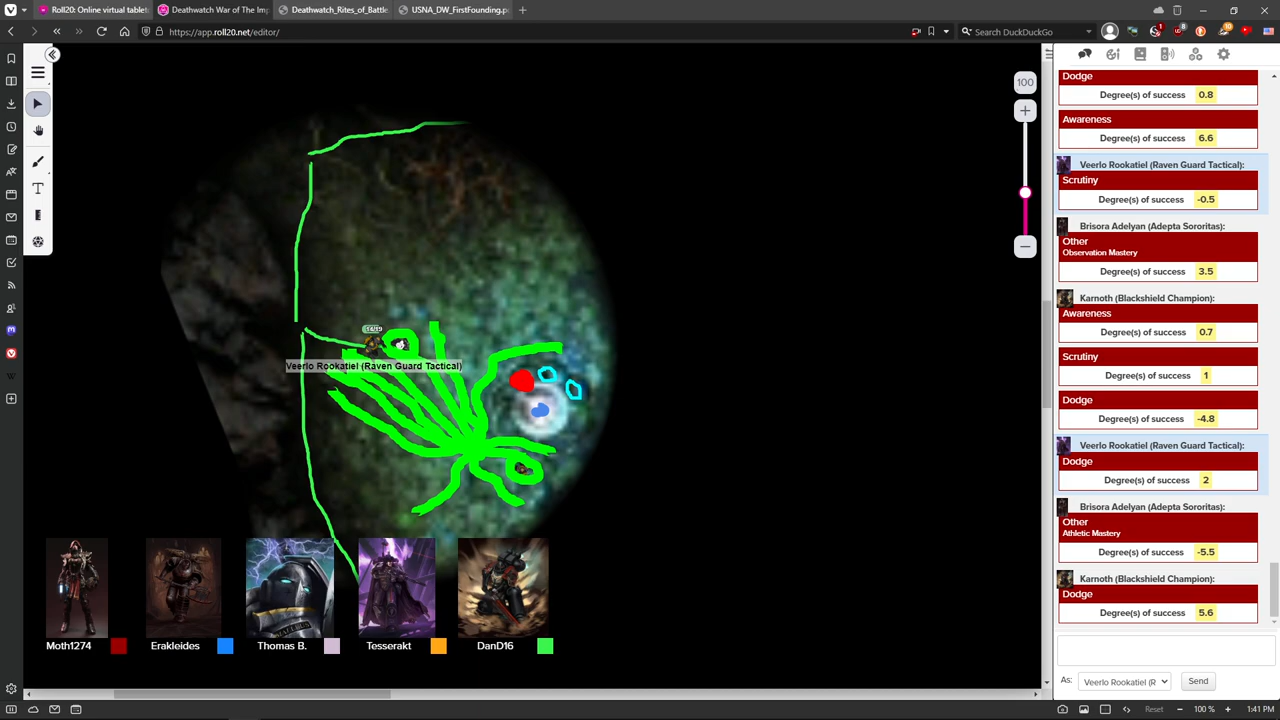 Roll20: Online virtual tablet
Deathwatch War of The Imp
Deathwatch_Rites_of_Battle
USNA_DW_FirstFounding.p
https://app.roll20.net/editor/
Search DuckDuckGo
100
Veerlo Rookatiel (Raven Guard Tactical)
Moth1274
Erakleides
Thomas B.
Tesserakt
DanD16
Dodge
Degree(s) of success 0.8
Awareness
Degree(s) of success 6.6
Veerlo Rookatiel (Raven Guard Tactical):
Scrutiny
Degree(s) of success -0.5
Brisora Adelyan (Adepta Sororitas):
Other
Observation Mastery
Degree(s) of success 3.5
Karnoth (Blackshield Champion):
Awareness
Degree(s) of success 0.7
Scrutiny
Degree(s) of success 1
Dodge
Degree(s) of success -4.8
Veerlo Rookatiel (Raven Guard Tactical):
Dodge
Degree(s) of success 2
Brisora Adelyan (Adepta Sororitas):
Other
Athletic Mastery
Degree(s) of success -5.5
Karnoth (Blackshield Champion):
Dodge
Degree(s) of success 5.6
As: Veerlo Rookatiel (R Send
Reset 100 % 1:41 PM